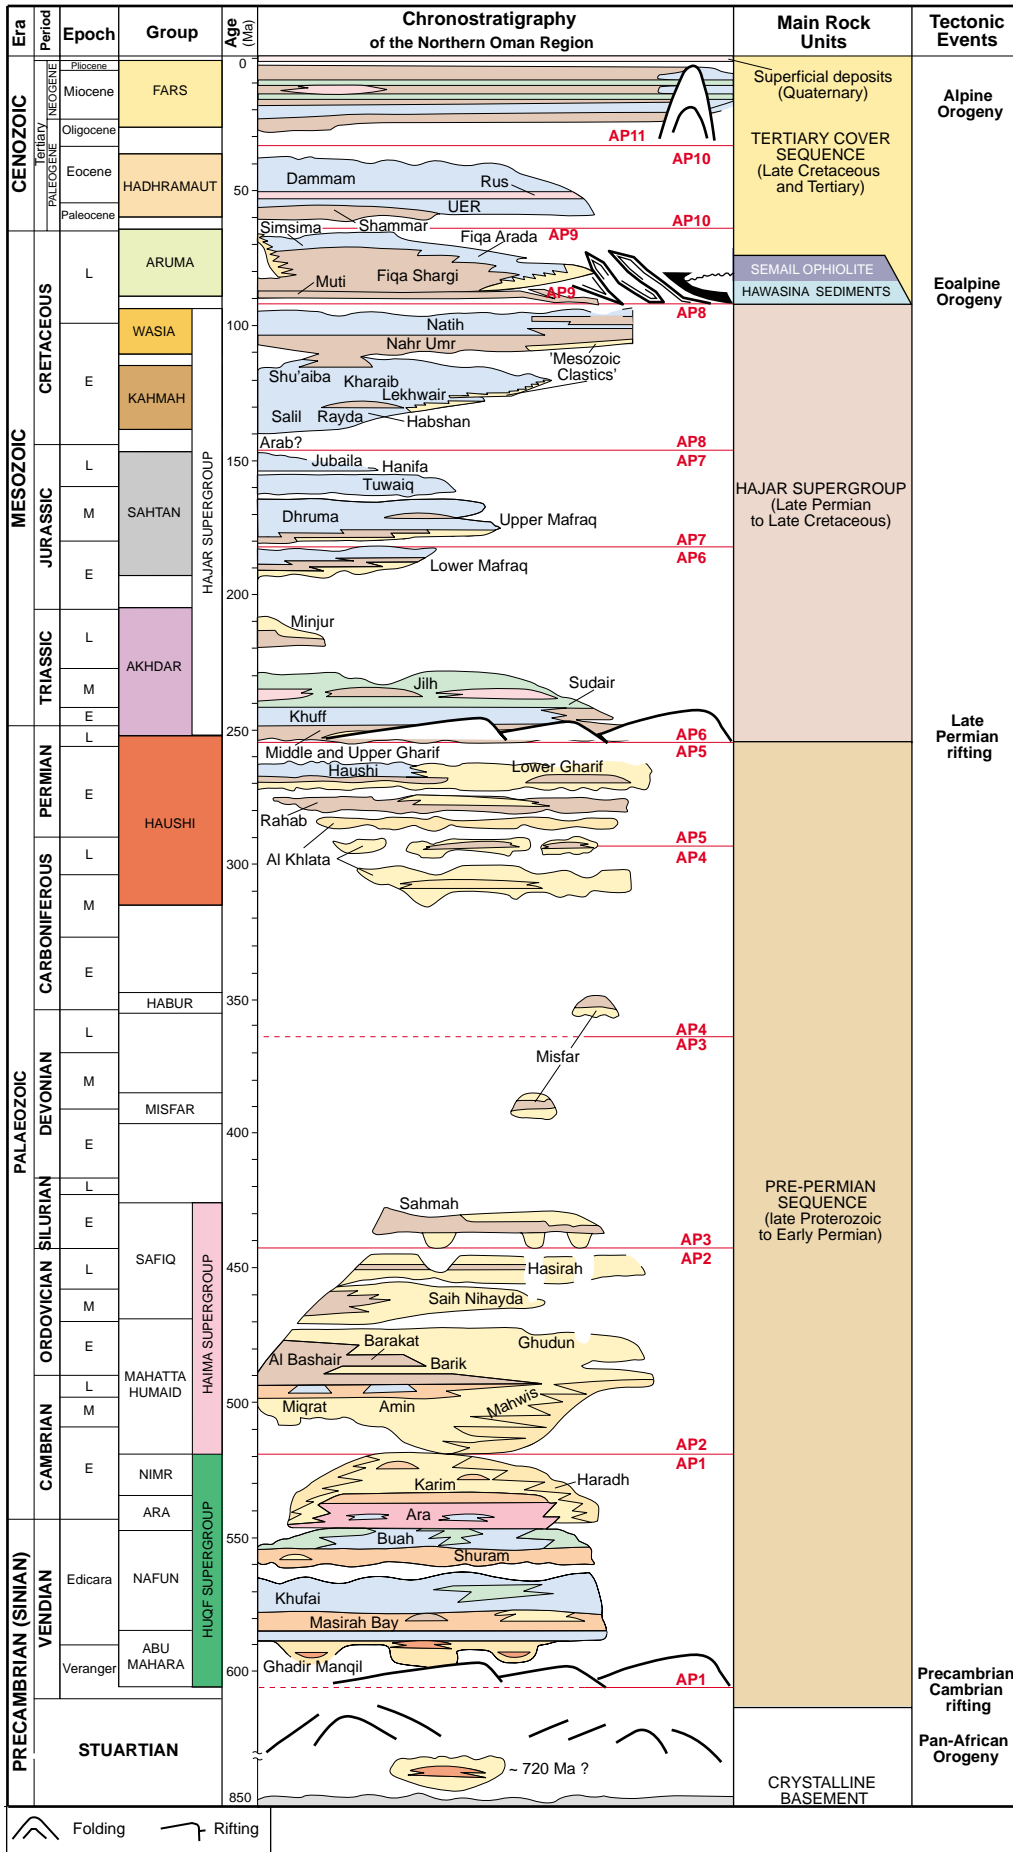 Era
Period
Epoch
Group
Age
(Ma)
Chronostratigraphy
of the Northern Oman Region
Main Rock
Units
Tectonic
Events
CENOZOIC
MESOZOIC
PALAEOZOIC
PRECAMBRIAN (SINIAN)
Tertiary
NEOGENE
PALEOGENE
CRETACEOUS
JURASSIC
TRIASSIC
PERMIAN
CARBONIFEROUS
DEVONIAN
SILURIAN
ORDOVICIAN
CAMBRIAN
VENDIAN
Pliocene
Miocene
Oligocene
Eocene
Paleocene
L
E
L
M
E
L
M
E
L
E
L
M
E
L
M
E
L
E
L
M
E
L
M
E
Edicara
Veranger
STUARTIAN
FARS
HADHRAMAUT
ARUMA
WASIA
KAHMAH
SAHTAN
AKHDAR
HAJAR SUPERGROUP
HAUSHI
HABUR
MISFAR
SAFIQ
MAHATTA
HUMAID
HAIMA SUPERGROUP
NIMR
ARA
NAFUN
ABU
MAHARA
HUQF SUPERGROUP
0
50
100
150
200
250
300
350
400
450
500
550
600
850
AP11
AP10
Dammam
Rus
UER
Shammar
AP10
Simsima
AP9
Fiqa Arada
Fiqa Shargi
Muti
AP9
AP8
Natih
Nahr Umr
'Mesozoic
Clastics'
Shu'aiba
Kharaib
Lekhwair
Salil
Rayda
Habshan
Arab?
AP8
AP7
Jubaila
Hanifa
Tuwaiq
Dhruma
Upper Mafraq
AP7
AP6
Lower Mafraq
Minjur
Jilh
Sudair
Khuff
AP6
AP5
Middle and Upper Gharif
Haushi
Lower Gharif
Rahab
Al Khlata
AP5
AP4
AP4
AP3
Misfar
Sahmah
AP3
AP2
Hasirah
Saih Nihayda
Barakat
Ghudun
Al Bashair
Barik
Miqrat
Amin
Mahwis
AP2
AP1
Karim
Haradh
Ara
Buah
Shuram
Khufai
Masirah Bay
Ghadir Manqil
AP1
~ 720 Ma ?
Superficial deposits
(Quaternary)
TERTIARY COVER
SEQUENCE
(Late Cretaceous
and Tertiary)
SEMAIL OPHIOLITE
HAWASINA SEDIMENTS
HAJAR SUPERGROUP
(Late Permian
to Late Cretaceous)
PRE-PERMIAN
SEQUENCE
(late Proterozoic
to Early Permian)
CRYSTALLINE
BASEMENT
Alpine
Orogeny
Eoalpine
Orogeny
Late
Permian
rifting
Precambrian
Cambrian
rifting
Pan-African
Orogeny
Folding
Rifting